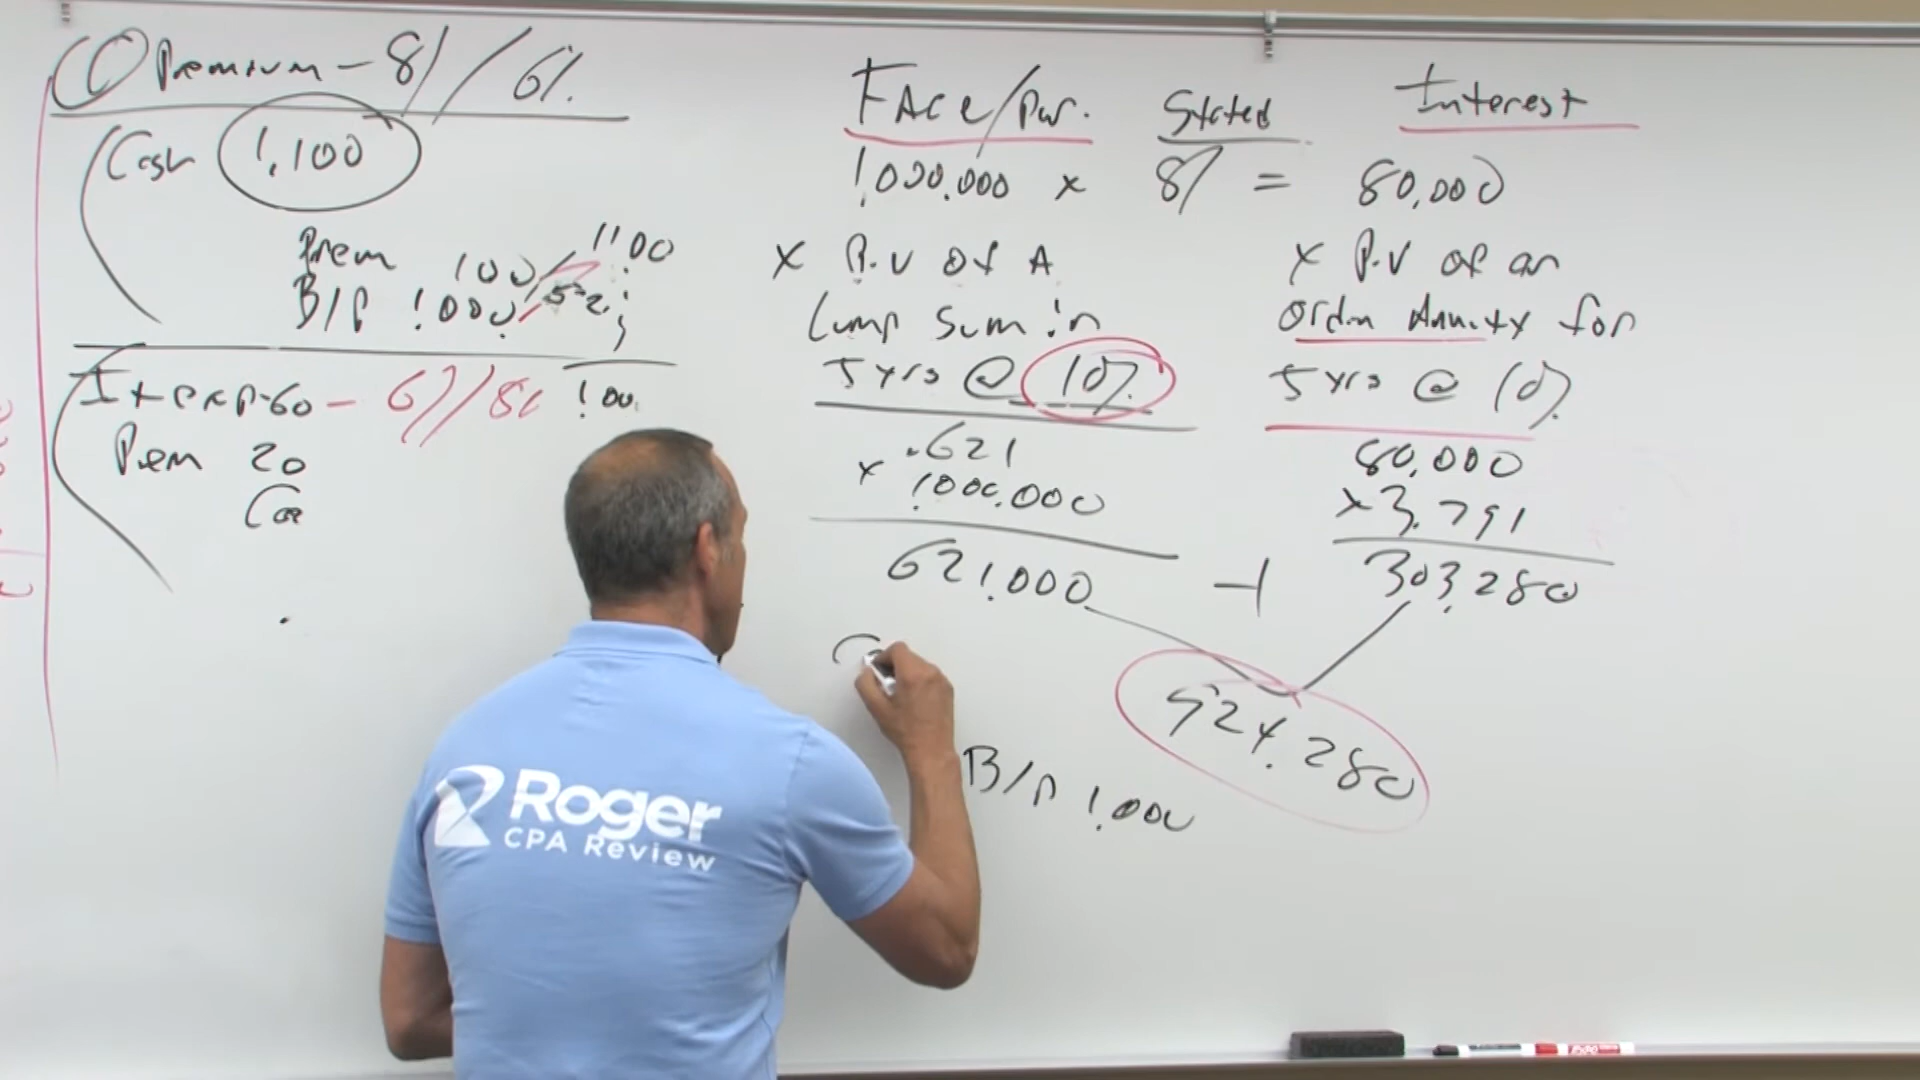 ① Premium - 8% / 6%
Cash 1,100
Prem 100
B/P 1,000
1100
Int exp-60 - 6% / 8%
100
Prem 20
Ca
Face/Par. Stated Interest
1,000,000 x 8% = 80,000
x P.V of A
Lump Sum in
5 yrs @ 10%
.621
x 1,000,000
621,000
x P.V of an
Ordin Annuity for
5 yrs @ 10%
80,000
x 3.791
303,280
924,280
B/P 1,000
Roger
CPA Review